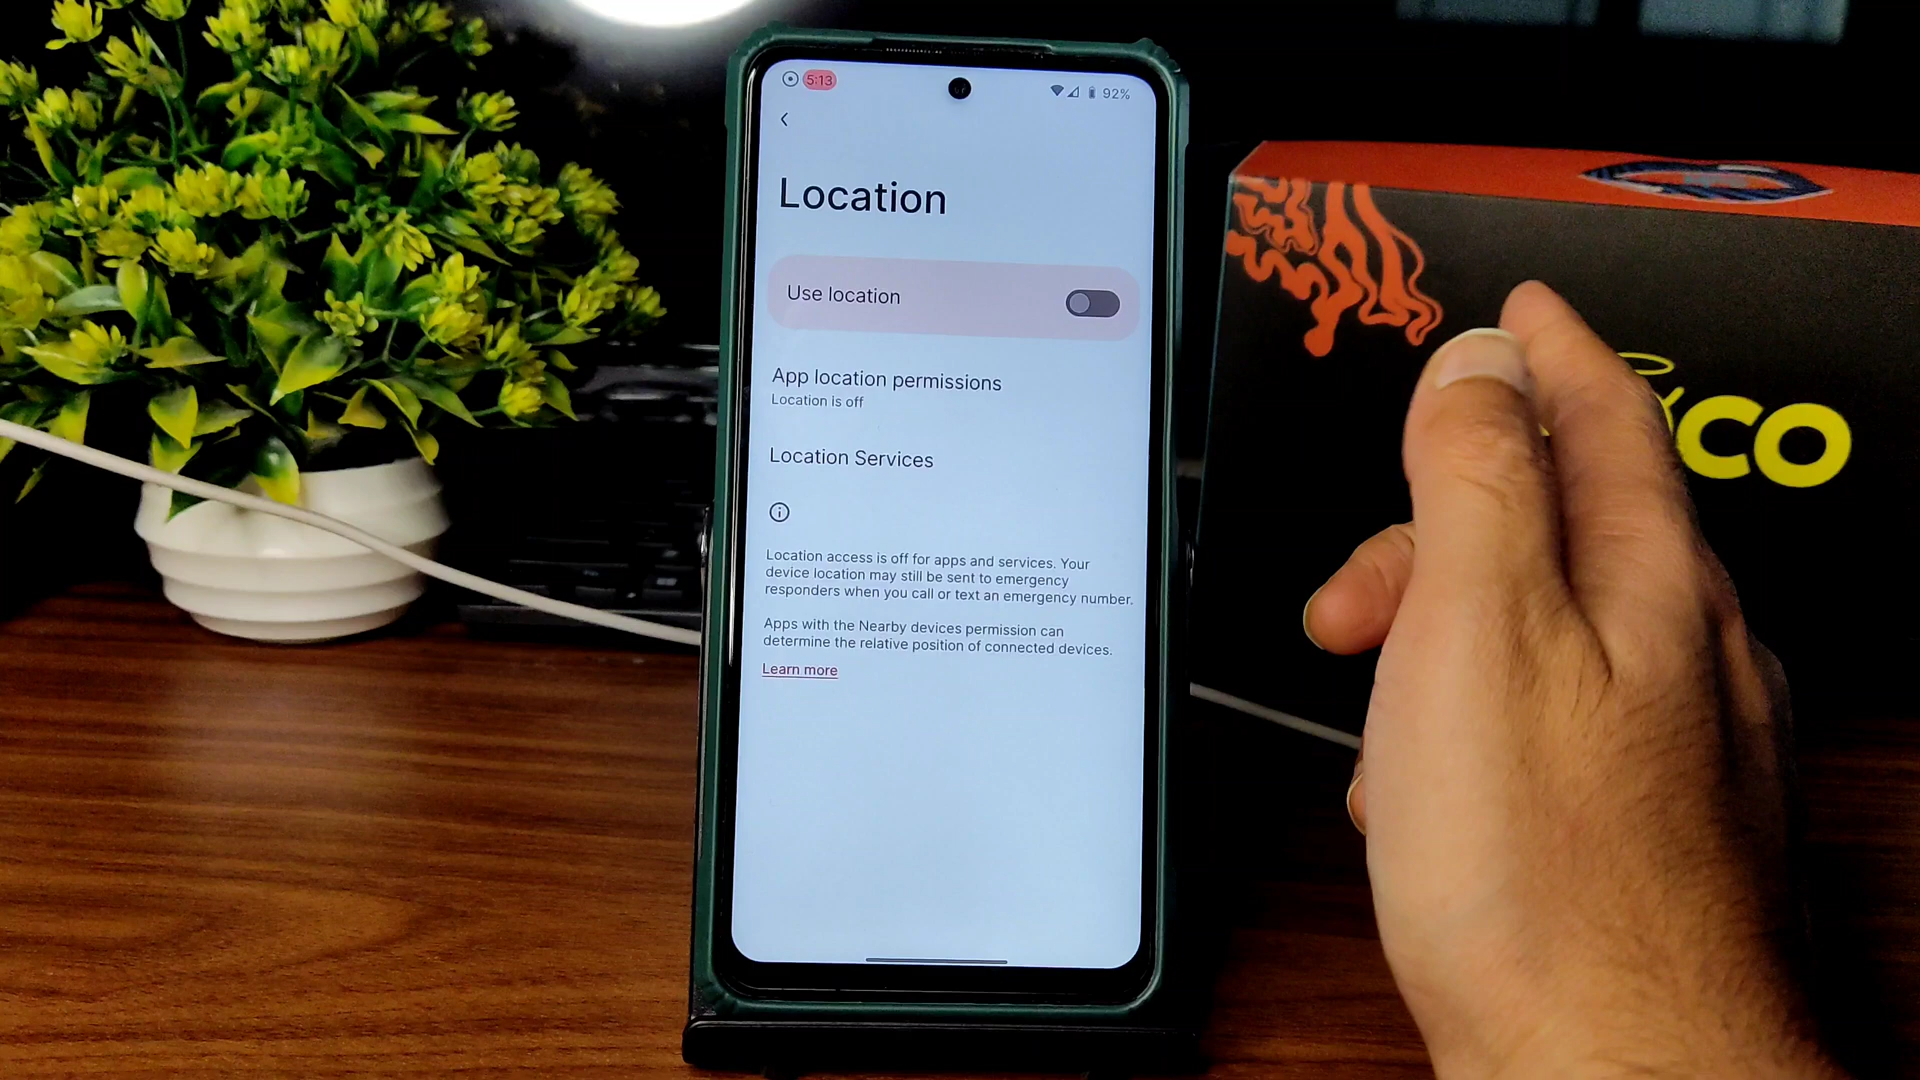 5:13
92%
Location
Use location
App location permissions
Location is off
Location Services
Location access is off for apps and services. Your
device location may still be sent to emergency
responders when you call or text an emergency number.
Apps with the Nearby devices permission can
determine the relative position of connected devices.
Learn more